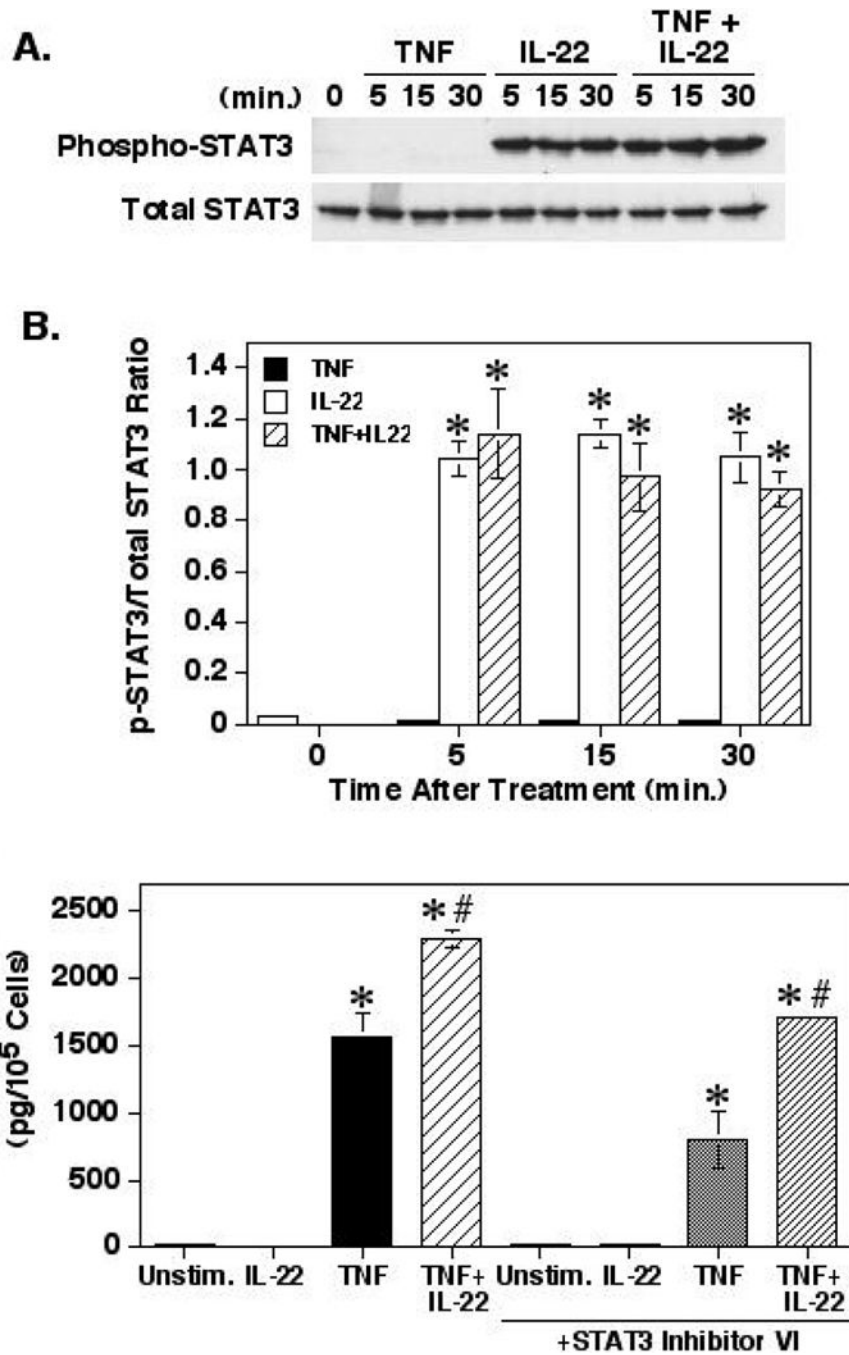 A.
TNF IL-22 TNF + IL-22
(min.) 0 5 15 30 5 15 30 5 15 30
Phospho-STAT3
Total STAT3
B.
p-STAT3/Total STAT3 Ratio
1.4
1.2
1.0
0.8
0.6
0.4
0.2
0
TNF
IL-22
TNF+IL22
* * * * * *
0 5 15 30
Time After Treatment (min.)
(pg/10⁵ Cells)
2500
2000
1500
1000
500
0
* *# * *#
Unstim. IL-22 TNF TNF+ IL-22 Unstim. IL-22 TNF TNF+ IL-22
+STAT3 Inhibitor VI